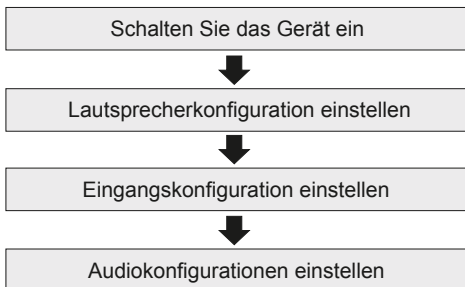 Schalten Sie das Gerät ein
Lautsprecherkonfiguration einstellen
Eingangskonfiguration einstellen
Audiokonfigurationen einstellen